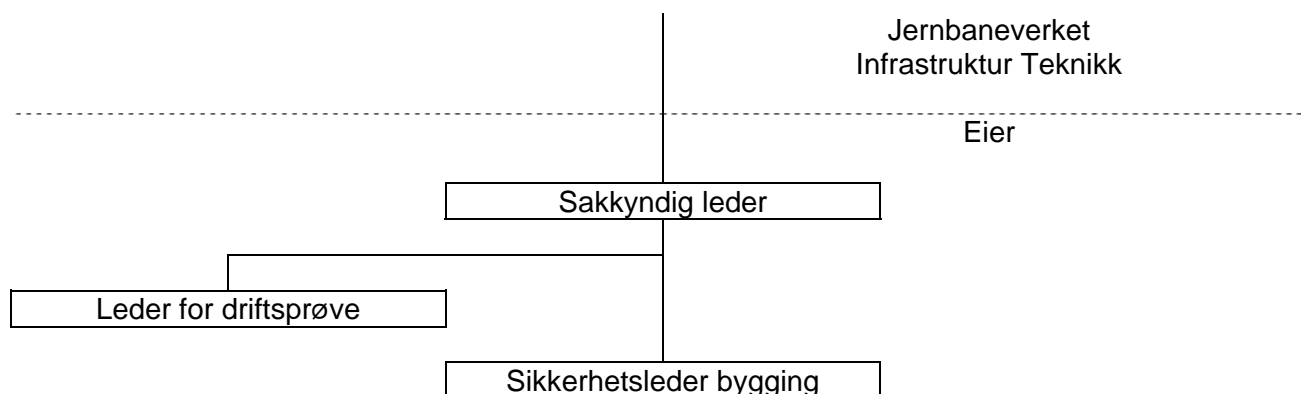 Jernbaneverket
Infrastruktur Teknikk
Eier
Sakkyndig leder
Leder for driftsprøve
Sikkerhetsleder bygging